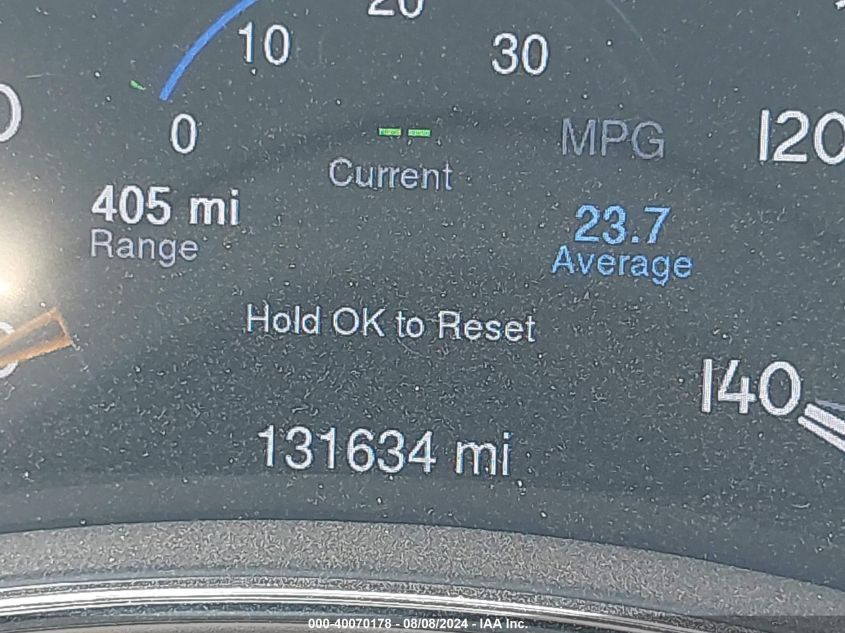 20
10
30
0
120
MPG
Current
405 mi
Range
23.7
Average
Hold OK to Reset
140
131634 mi
000-40070178 - 08/08/2024 - IAA Inc.